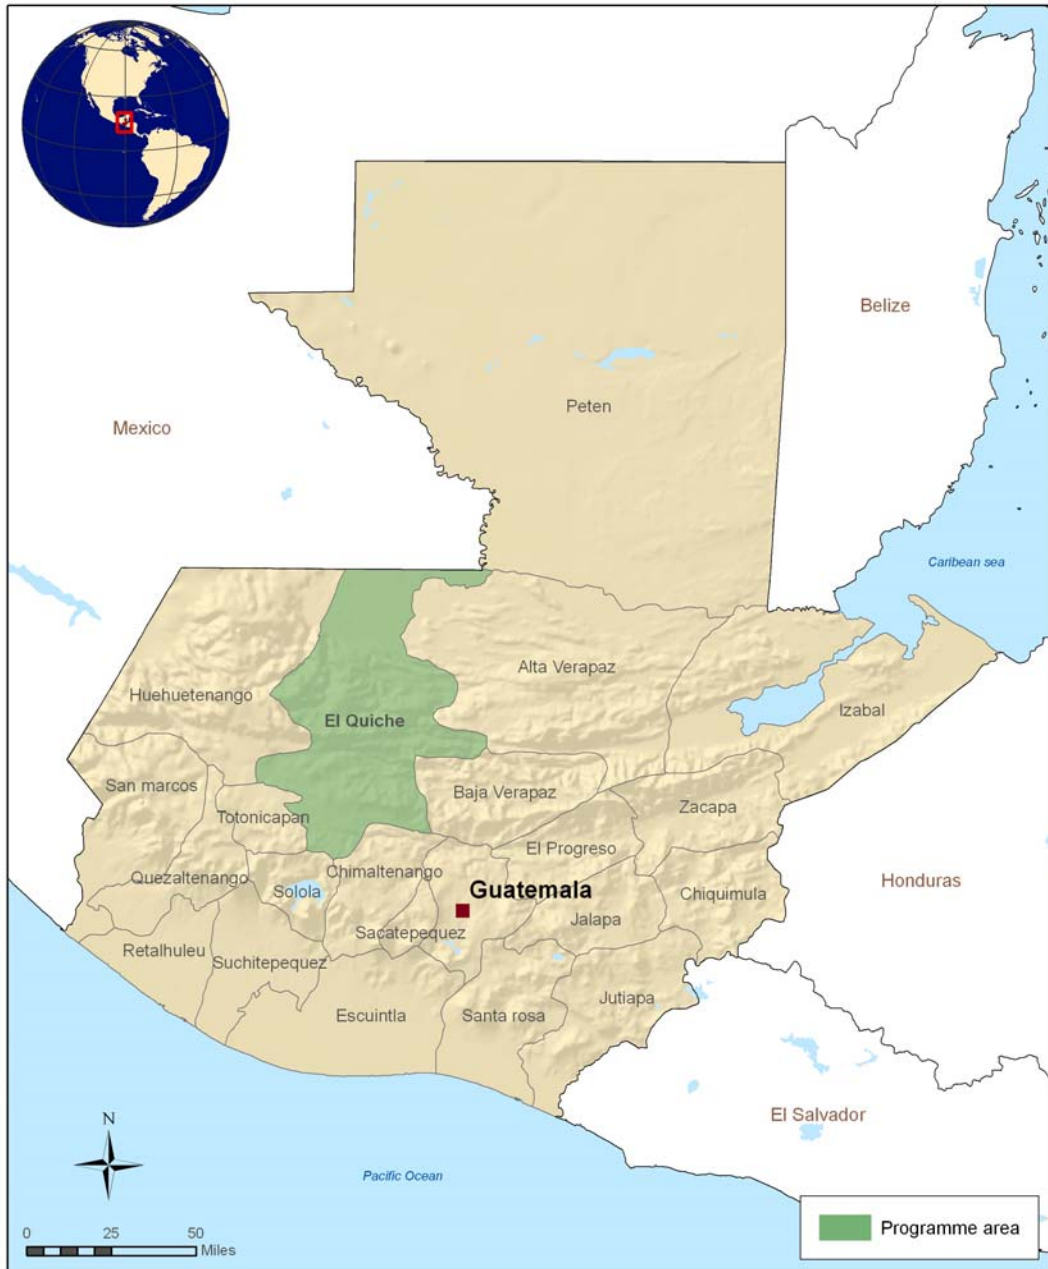 Belize
Peten
Mexico
Caribean sea
Alta Verapaz
Huehuetenango
Izabal
El Quiche
San marcos
Baja Verapaz
Zacapa
Totonicapan
El Progreso
Chimaltenango
Quezaltenango
Solola
Guatemala
Chiquimula
Honduras
Jalapa
Sacatepequez
Retalhuleu
Suchitepequez
Jutiapa
Escuintla
Santa rosa
El Salvador
N
Pacific Ocean
Programme area
0 25 50
Miles